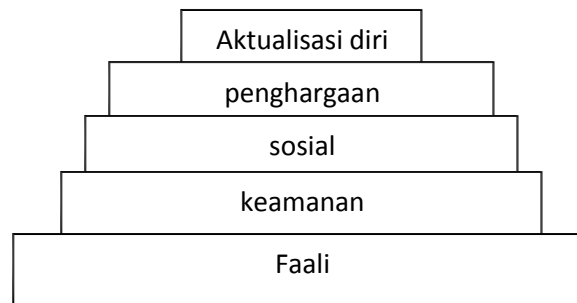 Aktualisasi diri
penghargaan
sosial
keamanan
Faali